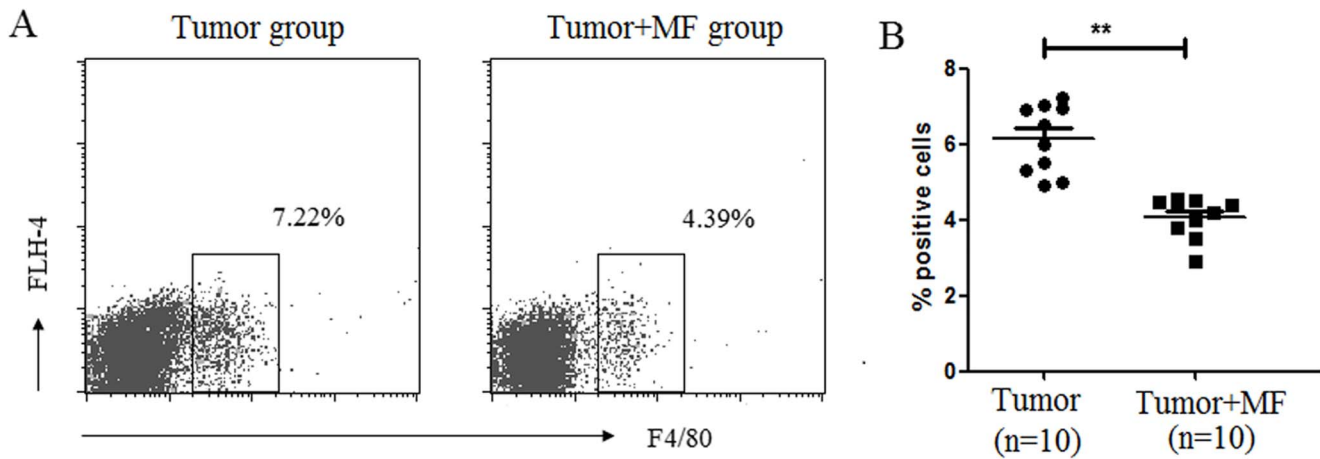 A
Tumor group
Tumor+MF group
FLH-4
7.22%
4.39%
F4/80
B
**
% positive cells
8
6
4
2
0
Tumor
(n=10)
Tumor+MF
(n=10)